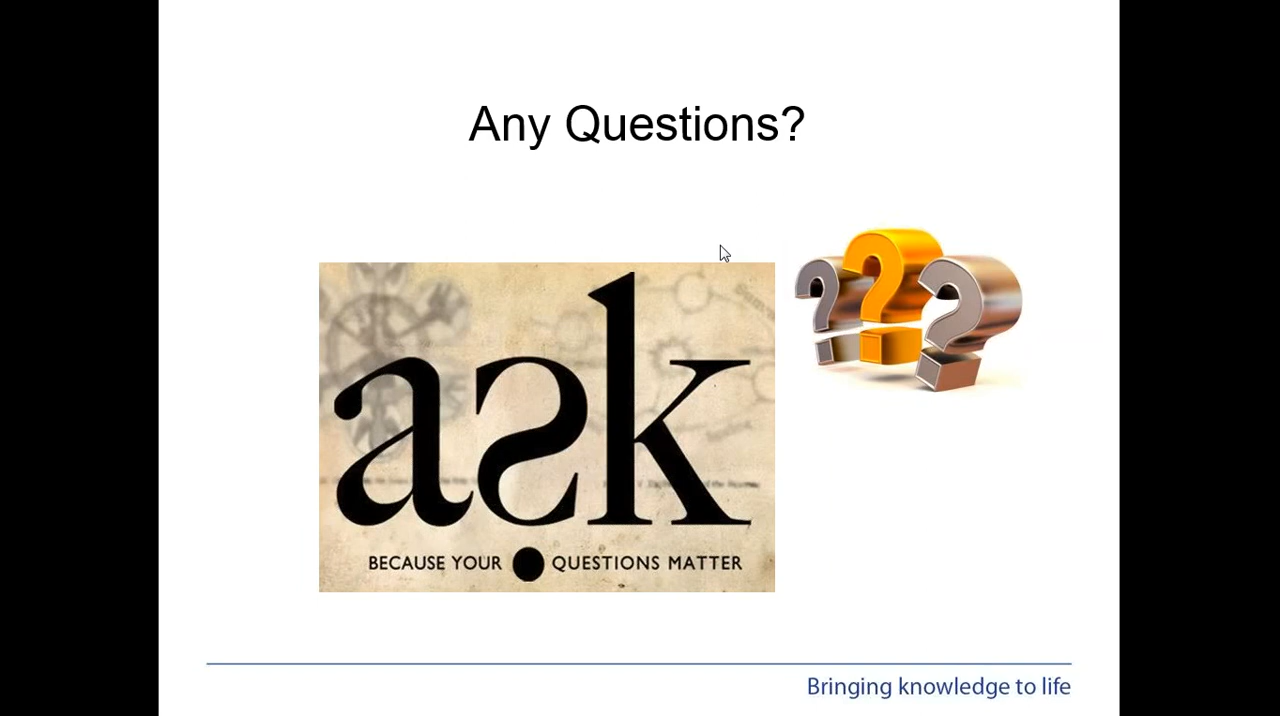 Any Questions?
ask
BECAUSE YOUR QUESTIONS MATTER
Bringing knowledge to life